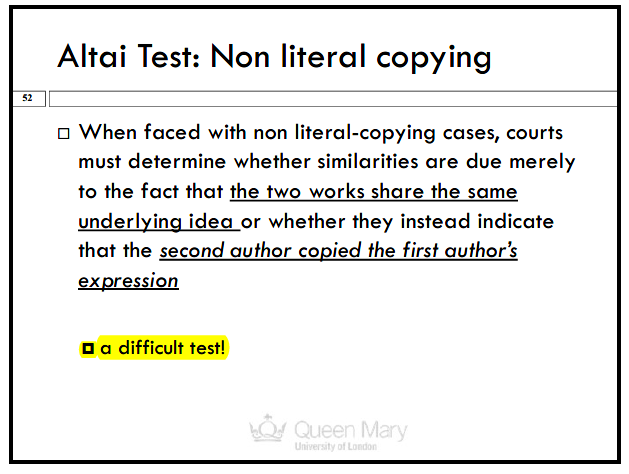 Altai Test: Non literal copying
52
When faced with non literal-copying cases, courts
must determine whether similarities are due merely
to the fact that the two works share the same
underlying idea or whether they instead indicate
that the second author copied the first author's
expression
a difficult test!
Queen Mary
University of London